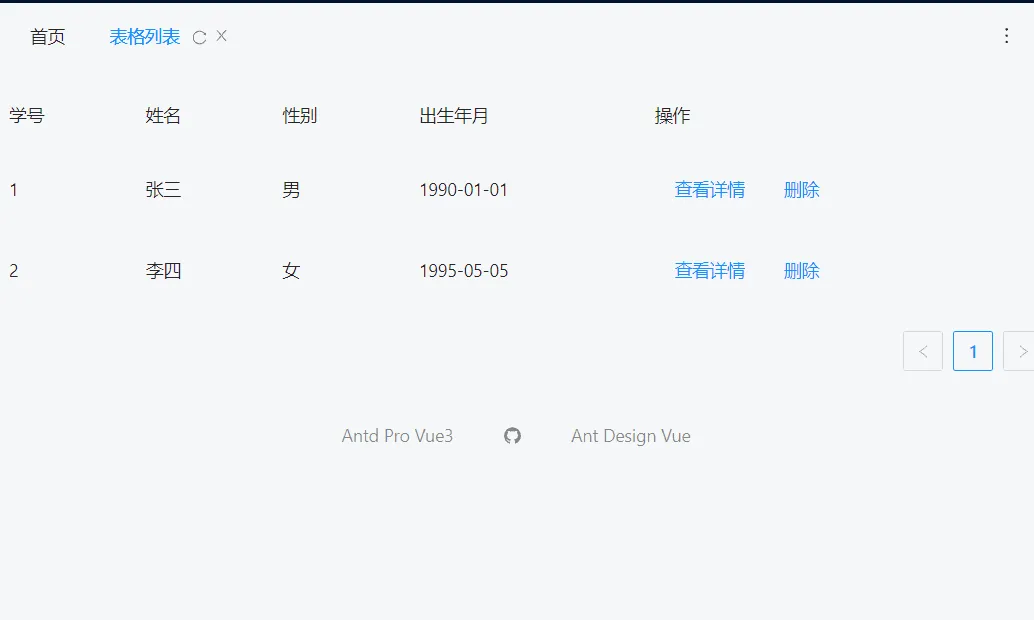 首页 表格列表
学号 姓名 性别 出生年月 操作
1 张三 男 1990-01-01 查看详情 删除
2 李四 女 1995-05-05 查看详情 删除
1
Antd Pro Vue3 Ant Design Vue